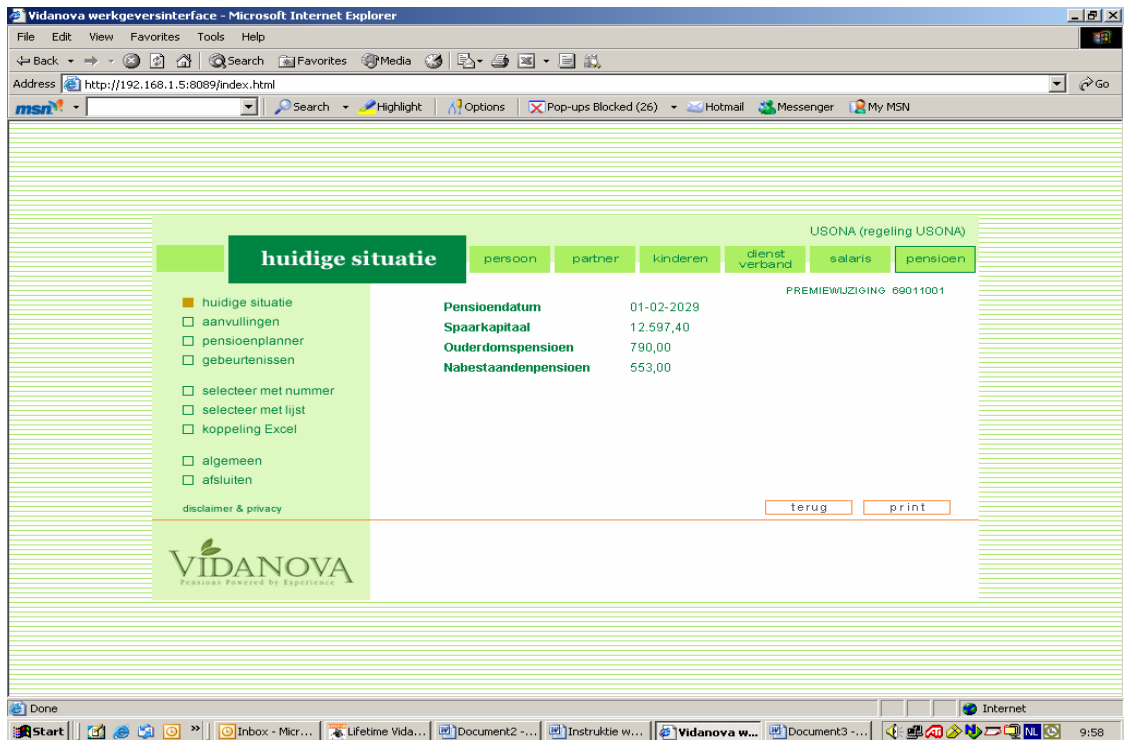 Vidanova werkgeversinterface - Microsoft Internet Explorer
File Edit View Favorites Tools Help
Back Search Favorites Media
Address http://192.168.1.5:8089/index.html Go
msn Search Highlight Options Pop-ups Blocked (26) Hotmail Messenger My MSN
USONA (regeling USONA)
huidige situatie persoon partner kinderen dienst verband salaris pensioen
PREMIEWIJZIGING 69011001
huidige situatie
aanvullingen
pensioenplanner
gebeurtenissen
selecteer met nummer
selecteer met lijst
koppeling Excel
algemeen
afsluiten
disclaimer & privacy
Pensioendatum 01-02-2029
Spaarkapitaal 12.597,40
Ouderdomspensioen 790,00
Nabestaandenpensioen 553,00
terug print
VIDANOVA
Pensions Powered by Experience
Done Internet
Start Inbox - Micr... Lifetime Vida... Document2 -... Instruktie w... Vidanova w... Document3 -... NL 9:58